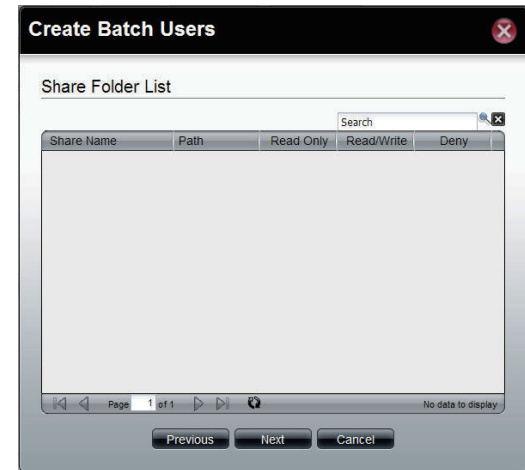 Create Batch Users
Share Folder List
Search
Share Name Path Read Only Read/Write Deny
Page 1 of 1 No data to display
Previous Next Cancel